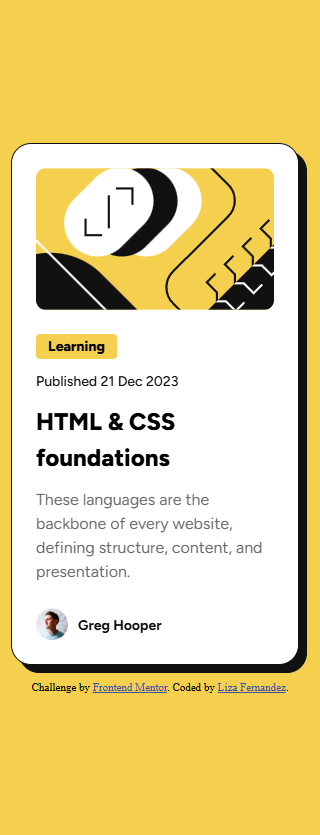 Learning
Published 21 Dec 2023
HTML & CSS
foundations
These languages are the
backbone of every website,
defining structure, content, and
presentation.
Greg Hooper
Challenge by Frontend Mentor. Coded by Liza Fernandez.